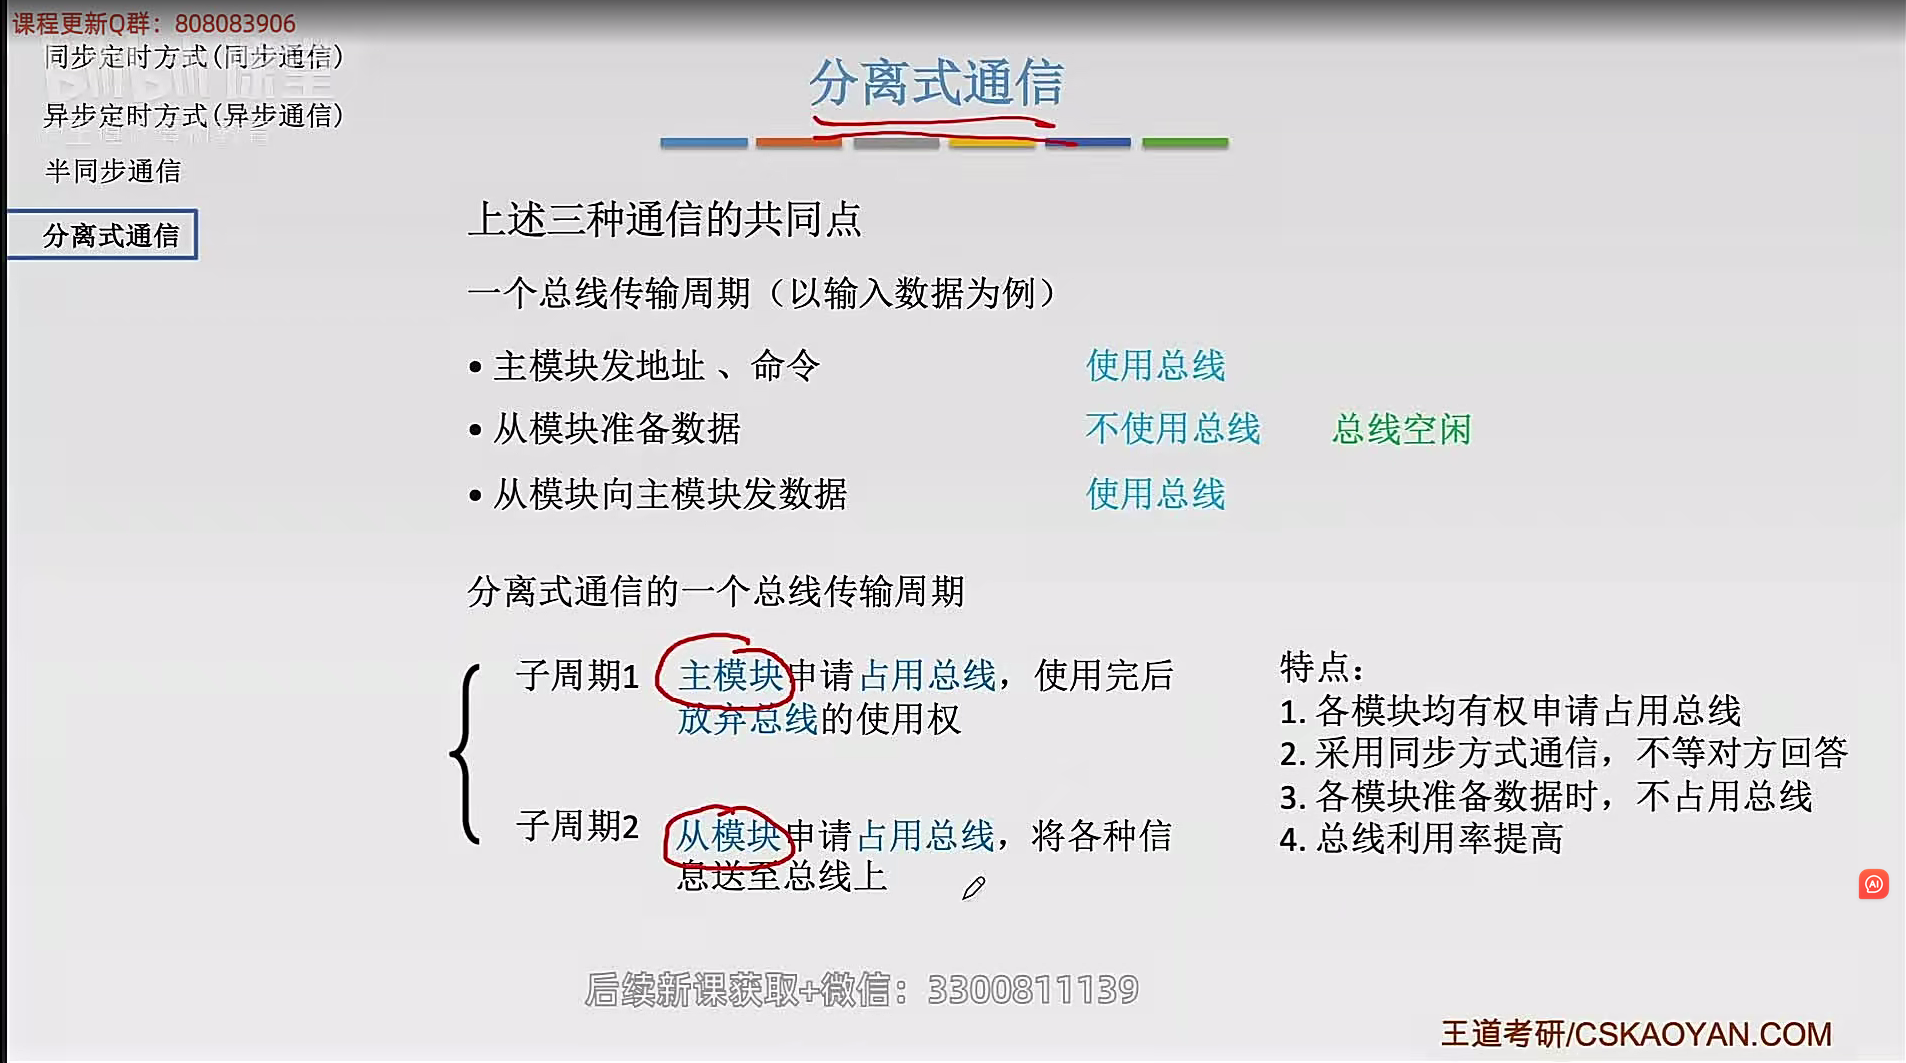 课程更新Q群：808083906
同步定时方式(同步通信)
异步定时方式(异步通信)
半同步通信
分离式通信
分离式通信
上述三种通信的共同点
一个总线传输周期（以输入数据为例）
• 主模块发地址 、命令 使用总线
• 从模块准备数据 不使用总线 总线空闲
• 从模块向主模块发数据 使用总线
分离式通信的一个总线传输周期
子周期1 主模块申请占用总线，使用完后
放弃总线的使用权
子周期2 从模块申请占用总线，将各种信
息送至总线上
特点：
1. 各模块均有权申请占用总线
2. 采用同步方式通信，不等对方回答
3. 各模块准备数据时，不占用总线
4. 总线利用率提高
AI
后续新课获取+微信：3300811139
王道考研/CSKAOYAN.COM